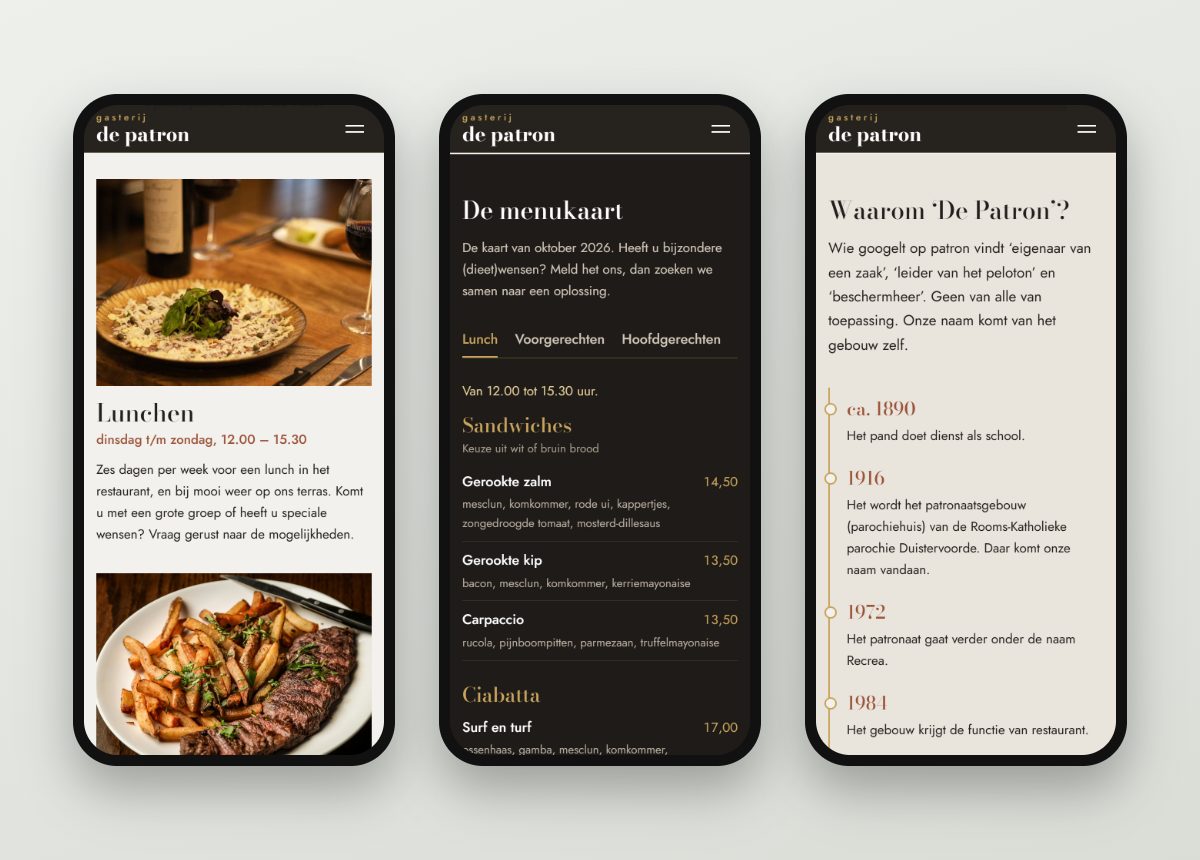 gasterij
de patron
Lunchen
dinsdag t/m zondag, 12.00 – 15.30
Zes dagen per week voor een lunch in het
restaurant, en bij mooi weer op ons terras. Komt
u met een grote groep of heeft u speciale
wensen? Vraag gerust naar de mogelijkheden.
gasterij
de patron
De menukaart
De kaart van oktober 2026. Heeft u bijzondere
(dieet)wensen? Meld het ons, dan zoeken we
samen naar een oplossing.
Lunch Voorgerechten Hoofdgerechten
Van 12.00 tot 15.30 uur.
Sandwiches
Keuze uit wit of bruin brood
Gerookte zalm 14,50
mesclun, komkommer, rode ui, kappertjes,
zongedroogde tomaat, mosterd-dillesaus
Gerookte kip 13,50
bacon, mesclun, komkommer, kerriemayonaise
Carpaccio 13,50
rucola, pijnboompitten, parmezaan, truffelmayonaise
Ciabatta
Surf en turf 17,00
ossenhaas, gamba, mesclun, komkommer,
gasterij
de patron
Waarom ‘De Patron’?
Wie googelt op patron vindt ‘eigenaar van
een zaak’, ‘leider van het peloton’ en
‘beschermheer’. Geen van alle van
toepassing. Onze naam komt van het
gebouw zelf.
ca. 1890
Het pand doet dienst als school.
1916
Het wordt het patronaatsgebouw
(parochiehuis) van de Rooms-Katholieke
parochie Duistervoorde. Daar komt onze
naam vandaan.
1972
Het patronaat gaat verder onder de naam
Recrea.
1984
Het gebouw krijgt de functie van restaurant.